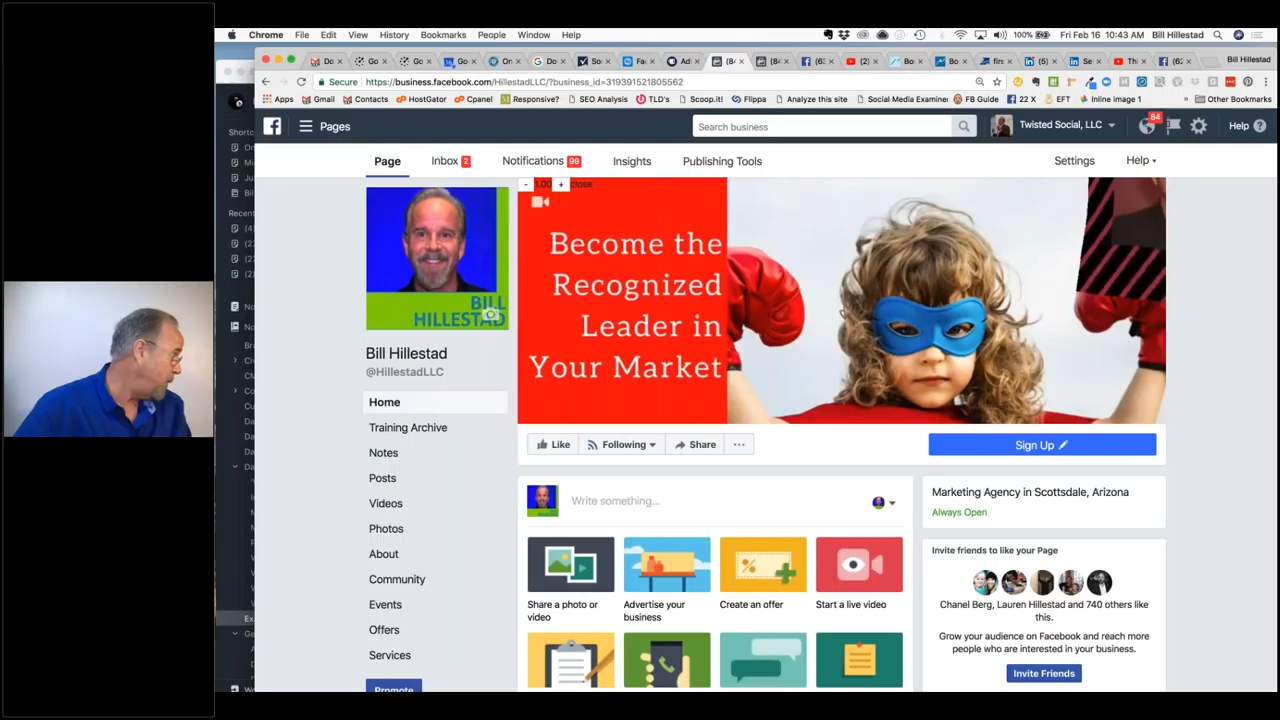 Chrome File Edit View History Bookmarks People Window Help 100% Fri Feb 16 10:43 AM Bill Hillestad
Bill Hillestad
Secure https://business.facebook.com/HillestadLLC/?business_id=319391521805562
Apps Gmail Contacts HostGator Cpanel Responsive? SEO Analysis TLD's Scoop.it! Flippa Analyze this site Social Media Examiner FB Guide 22 X EFT Inline image 1 » Other Bookmarks
Pages
Search business
Twisted Social, LLC
84
Help
Page
Inbox 2
Notifications 99
Insights
Publishing Tools
Settings
Help
- 1.00 + close
Become the
Recognized
Leader in
Your Market
BILL
HILLESTAD
Bill Hillestad
@HillestadLLC
Home
Training Archive
Notes
Posts
Videos
Photos
About
Community
Events
Offers
Services
Promote
Like
Following
Share
Sign Up
Write something...
Share a photo or
video
Advertise your
business
Create an offer
Start a live video
Marketing Agency in Scottsdale, Arizona
Always Open
Invite friends to like your Page
Chanel Berg, Lauren Hillestad and 740 others like
this.
Grow your audience on Facebook and reach more
people who are interested in your business.
Invite Friends